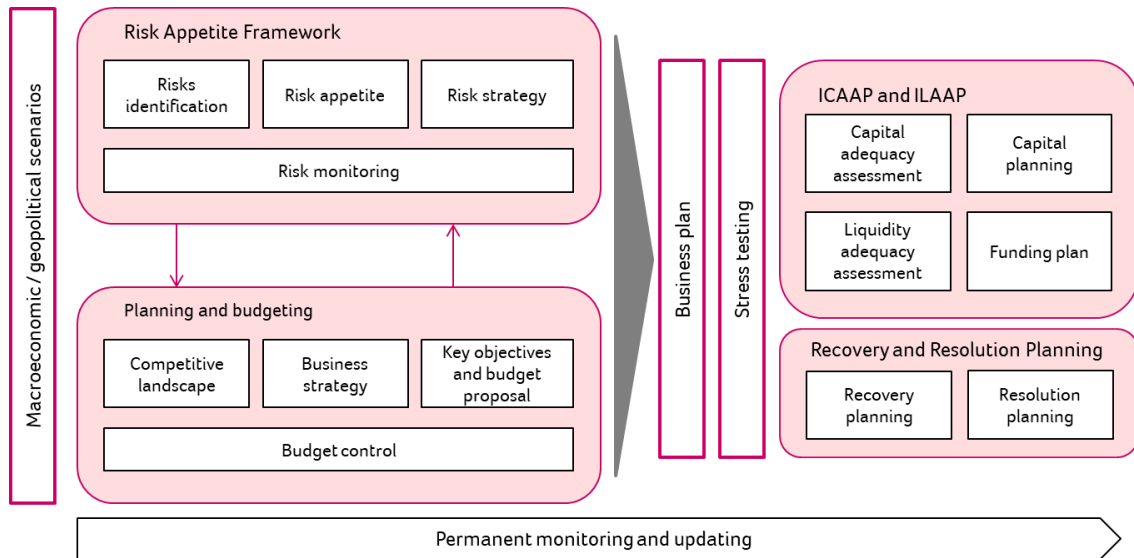 Macroeconomic / geopolitical scenarios
Risk Appetite Framework
Risks
identification
Risk appetite
Risk strategy
Risk monitoring
Planning and budgeting
Competitive
landscape
Business
strategy
Key objectives
and budget
proposal
Budget control
Business plan
Stress testing
ICAAP and ILAAP
Capital
adequacy
assessment
Capital
planning
Liquidity
adequacy
assessment
Funding plan
Recovery and Resolution Planning
Recovery
planning
Resolution
planning
Permanent monitoring and updating